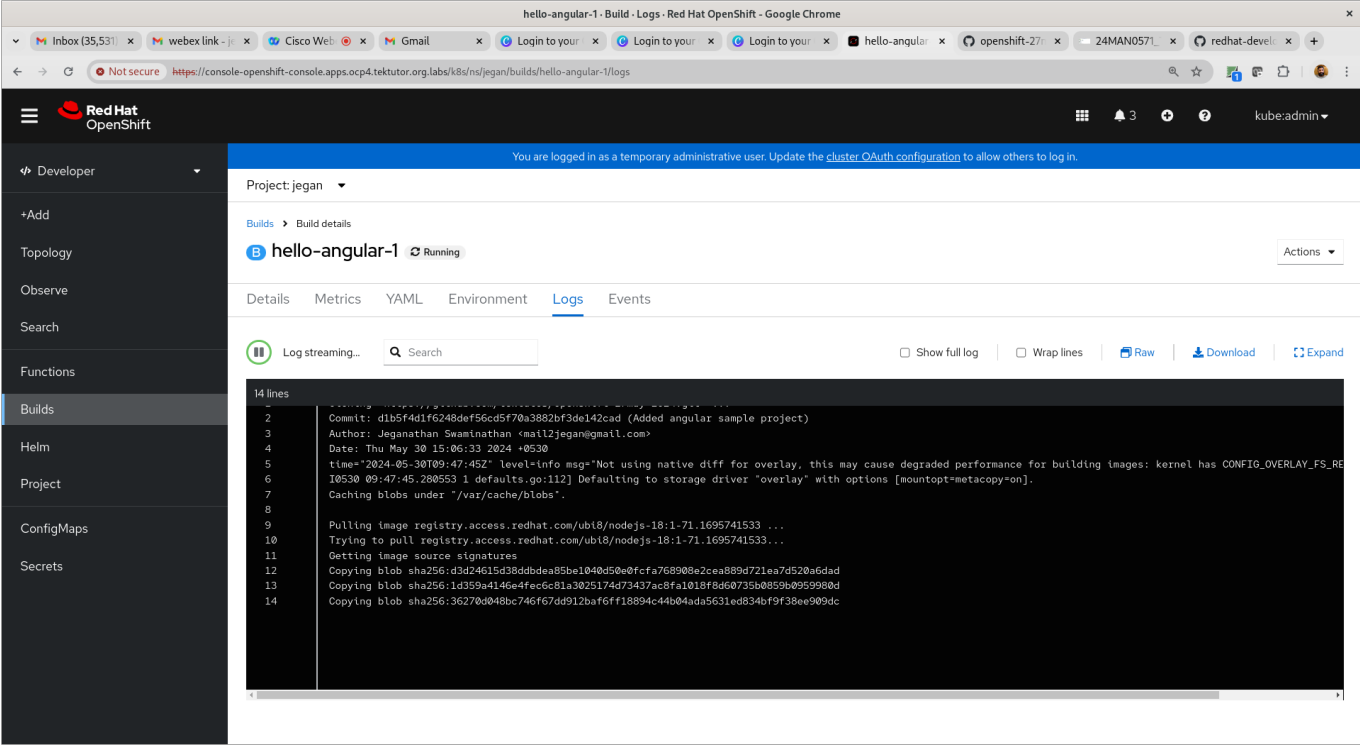 hello-angular-1 · Build · Logs · Red Hat OpenShift - Google Chrome
Inbox (35,531)
webex link - je
Cisco Web
Gmail
Login to your
Login to your
Login to your
hello-angular
openshift-27
24MAN0571_
redhat-devel
Not secure https://console-openshift-console.apps.ocp4.tektutor.org.labs/k8s/ns/jegan/builds/hello-angular-1/logs
1
Red Hat
OpenShift
3
kube:admin
You are logged in as a temporary administrative user. Update the cluster OAuth configuration to allow others to log in.
Developer
+Add
Topology
Observe
Search
Functions
Builds
Helm
Project
ConfigMaps
Secrets
Project: jegan
Builds > Build details
B hello-angular-1 Running
Actions
Details Metrics YAML Environment Logs Events
Log streaming... Search Show full log Wrap lines Raw Download Expand
14 lines
2 Commit: d1b5f4d1f6248def56cd5f70a3882bf3de142cad (Added angular sample project)
3 Author: Jeganathan Swaminathan <mail2jegan@gmail.com>
4 Date: Thu May 30 15:06:33 2024 +0530
5 time="2024-05-30T09:47:45Z" level=info msg="Not using native diff for overlay, this may cause degraded performance for building images: kernel has CONFIG_OVERLAY_FS_RE
6 I0530 09:47:45.280553 1 defaults.go:112] Defaulting to storage driver "overlay" with options [mountopt=metacopy=on].
7 Caching blobs under "/var/cache/blobs".
8
9 Pulling image registry.access.redhat.com/ubi8/nodejs-18:1-71.1695741533 ...
10 Trying to pull registry.access.redhat.com/ubi8/nodejs-18:1-71.1695741533...
11 Getting image source signatures
12 Copying blob sha256:d3d24615d38ddbdea85be1040d50e0fcfa768908e2cea889d721ea7d520a6dad
13 Copying blob sha256:1d359a4146e4fec6c81a3025174d73437ac8fa1018f8d60735b0859b0959980d
14 Copying blob sha256:36270d048bc746f67dd912baf6ff18894c44b04ada5631ed834bf9f38ee909dc